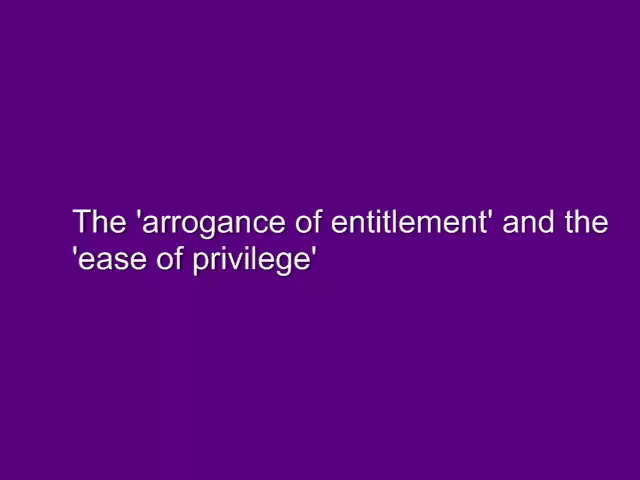 The 'arrogance of entitlement' and the
'ease of privilege'